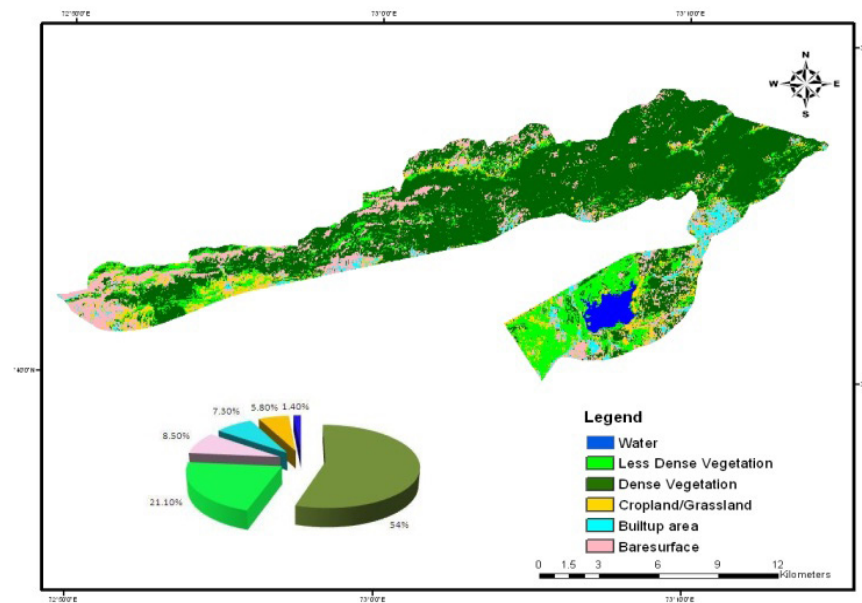 72°50'0"E
73°0'0"E
73°10'0"E
N
W
E
S
°40'0"N
7.30%
5.80%
1.40%
8.50%
21.10%
54%
Legend
Water
Less Dense Vegetation
Dense Vegetation
Cropland/Grassland
Builtup area
Baresurface
0 1.5 3 6 9 12
Kilometers
72°50'0"E
73°0'0"E
73°10'0"E